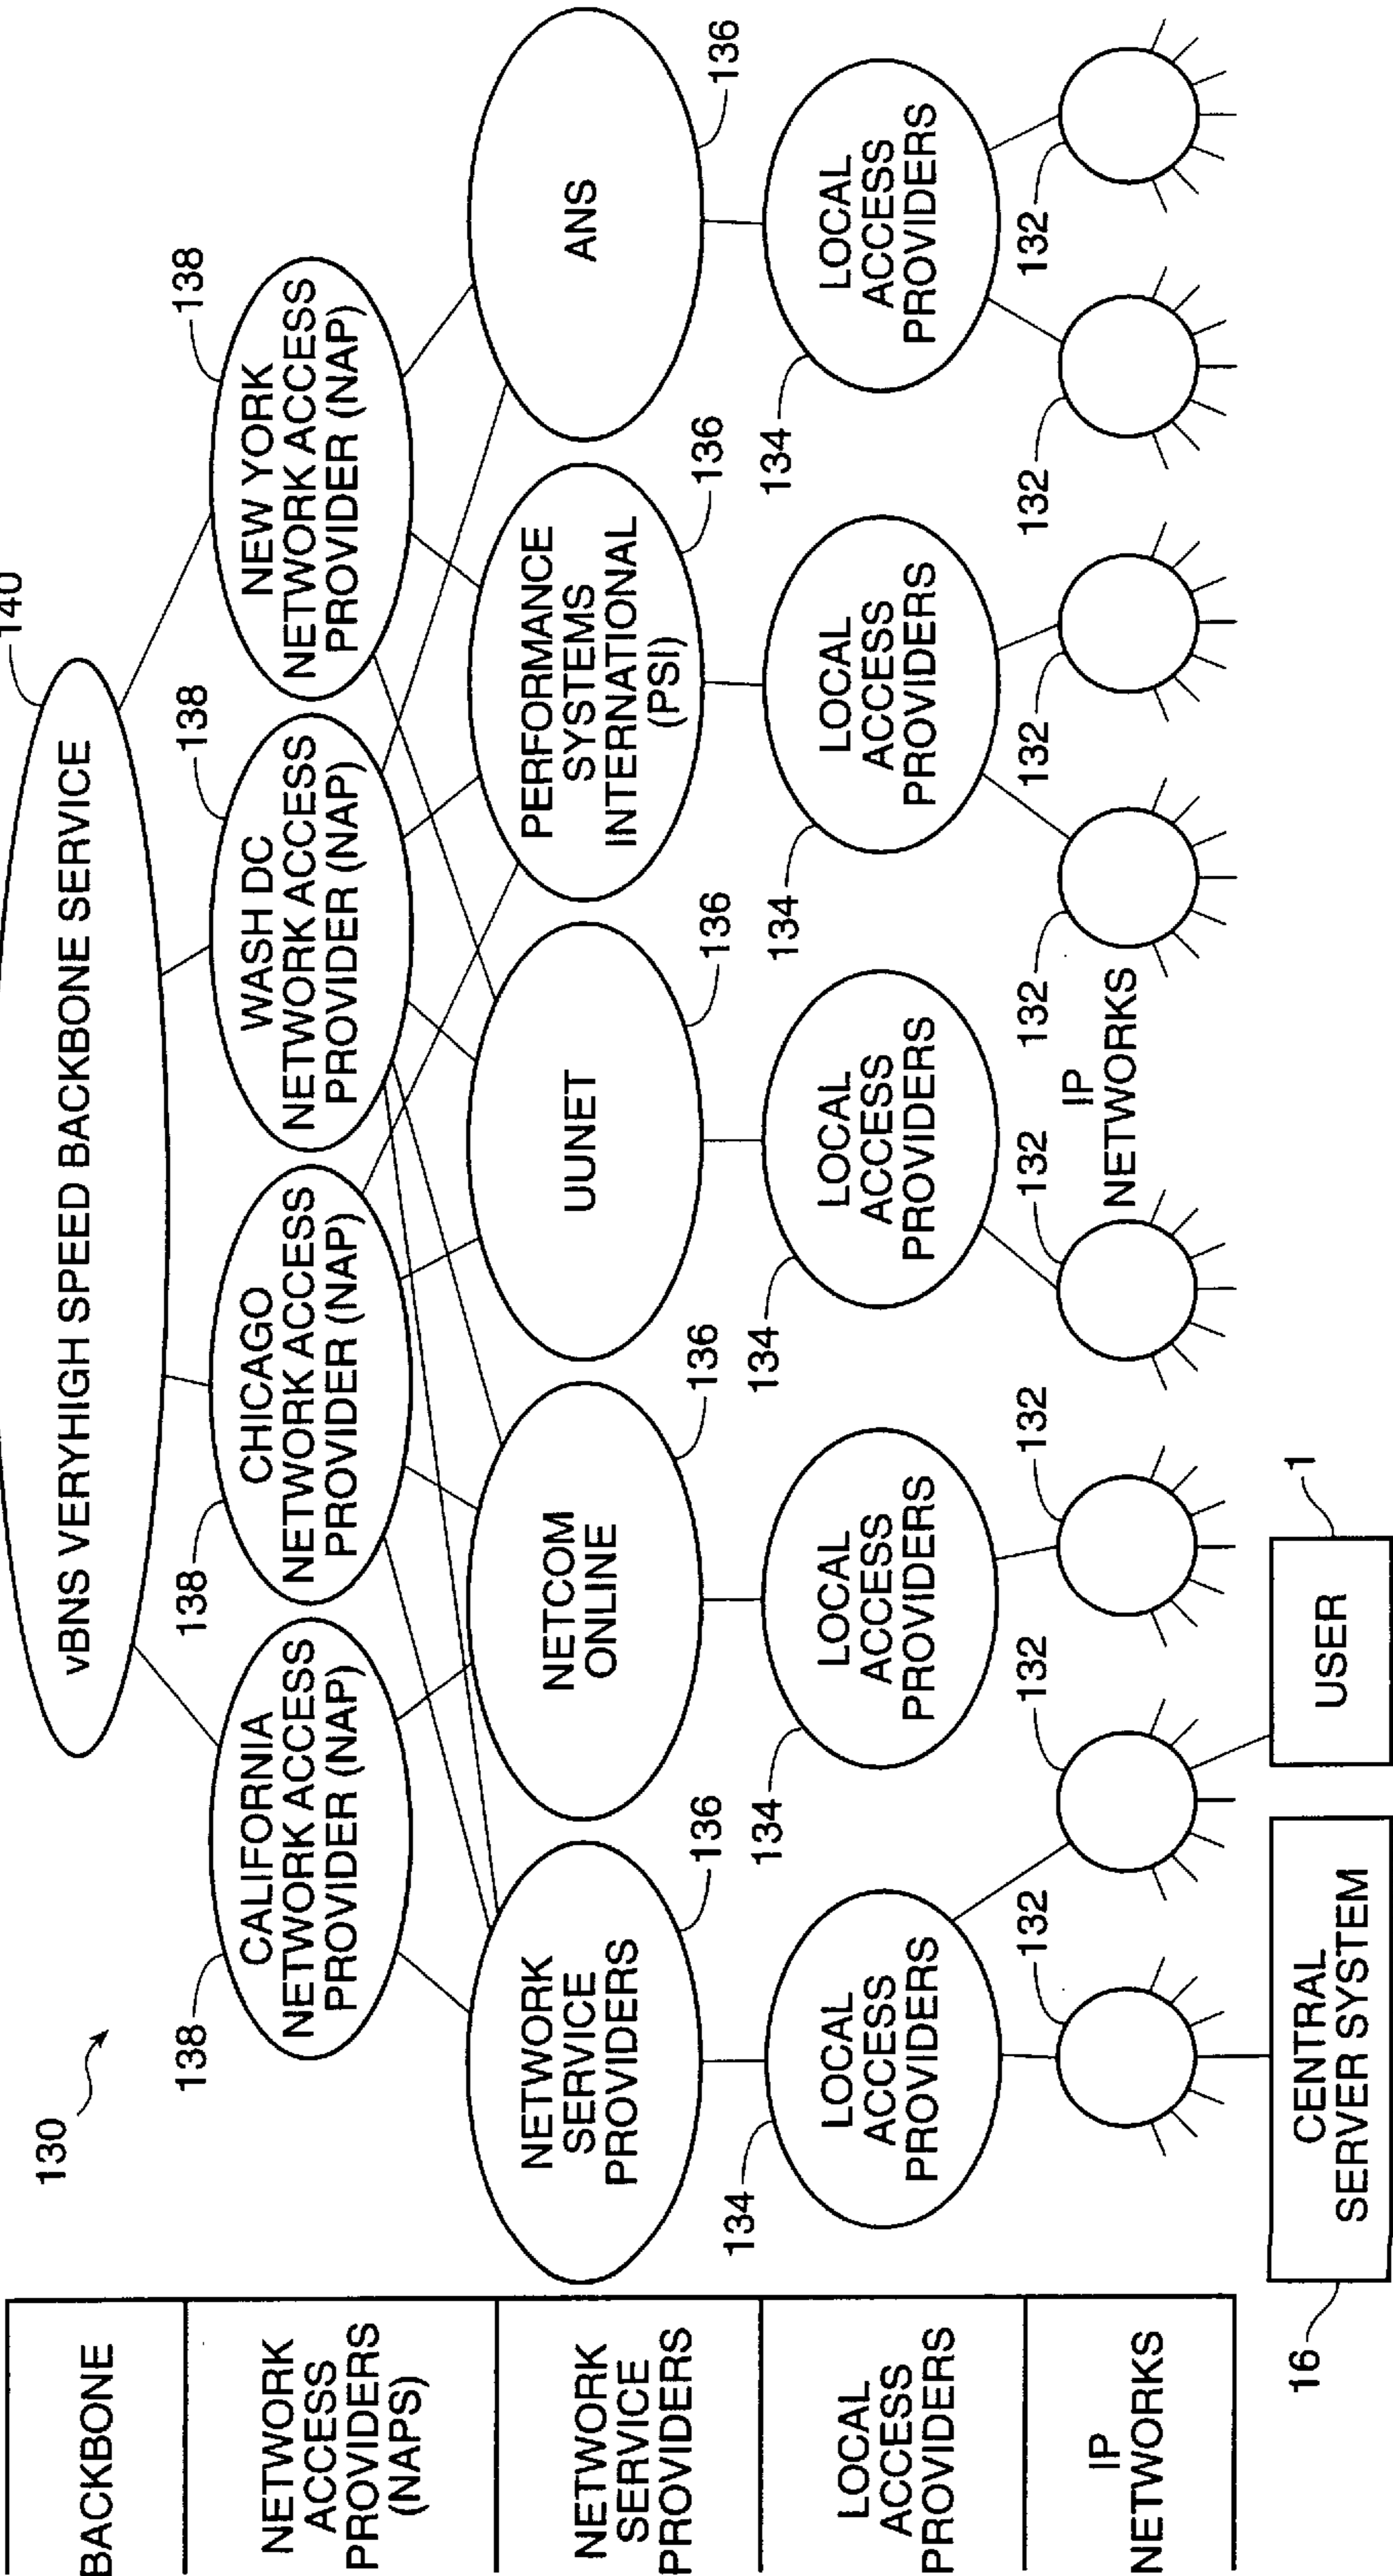 130
140
BACKBONE
vBNS VERYHIGH SPEED BACKBONE SERVICE
NETWORK
ACCESS
PROVIDERS
(NAPS)
138
CALIFORNIA
NETWORK ACCESS
PROVIDER (NAP)
138
CHICAGO
NETWORK ACCESS
PROVIDER (NAP)
138
WASH DC
NETWORK ACCESS
PROVIDER (NAP)
138
NEW YORK
NETWORK ACCESS
PROVIDER (NAP)
NETWORK
SERVICE
PROVIDERS
NETWORK
SERVICE
PROVIDERS
136
NETCOM
ONLINE
136
UUNET
136
PERFORMANCE
SYSTEMS
INTERNATIONAL
(PSI)
136
ANS
136
LOCAL
ACCESS
PROVIDERS
134
LOCAL
ACCESS
PROVIDERS
134
LOCAL
ACCESS
PROVIDERS
134
LOCAL
ACCESS
PROVIDERS
134
LOCAL
ACCESS
PROVIDERS
134
LOCAL
ACCESS
PROVIDERS
IP
NETWORKS
132
132
132
132
IP
NETWORKS
132
132
132
132
16
CENTRAL
SERVER SYSTEM
USER
1